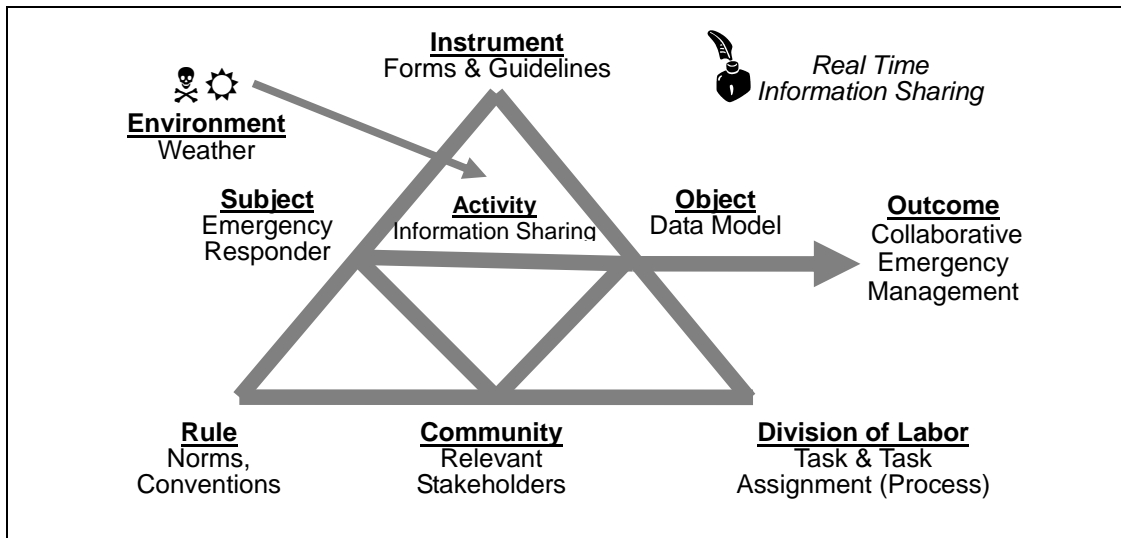 Instrument
Forms & Guidelines
Real Time
Information Sharing
Environment
Weather
Subject
Emergency
Responder
Activity
Information Sharing
Object
Data Model
Outcome
Collaborative
Emergency
Management
Rule
Norms,
Conventions
Community
Relevant
Stakeholders
Division of Labor
Task & Task
Assignment (Process)